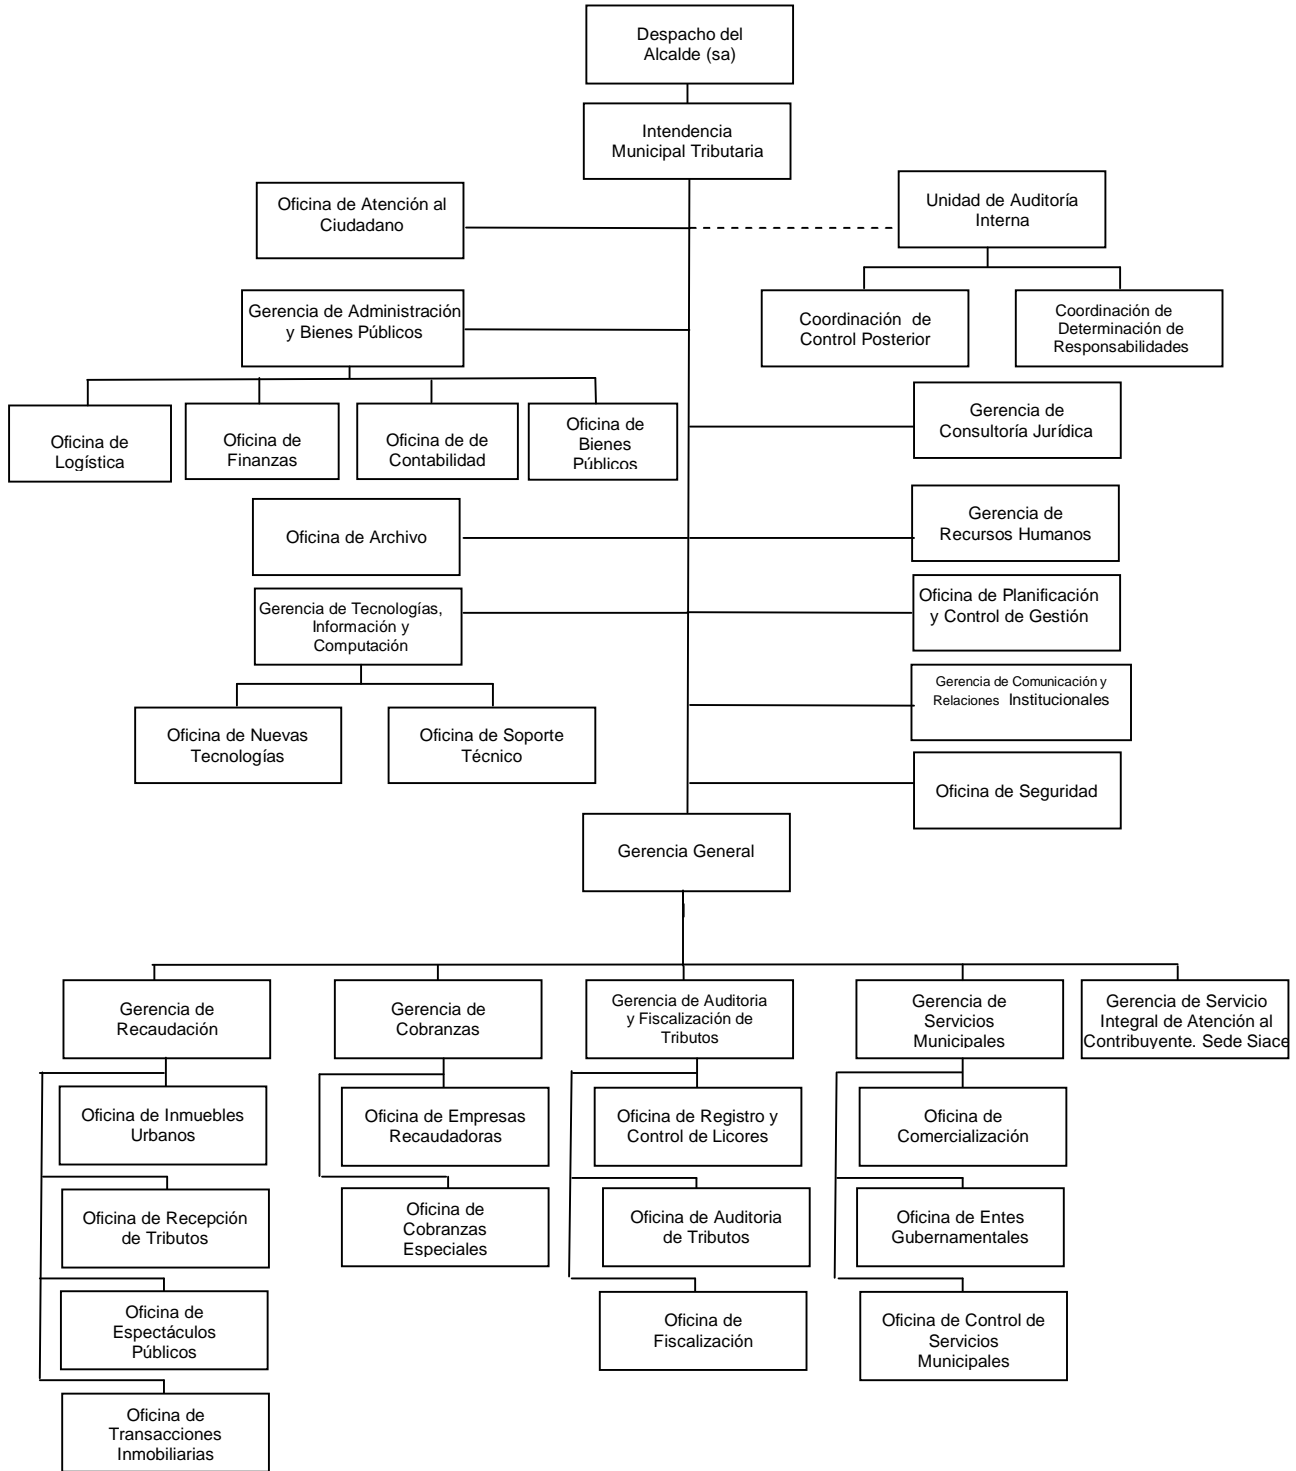 Despacho del
Alcalde (sa)
Intendencia
Municipal Tributaria
Oficina de Atención al
Ciudadano
Unidad de Auditoría
Interna
Coordinación de
Control Posterior
Coordinación de
Determinación de
Responsabilidades
Gerencia de Administración
y Bienes Públicos
Oficina de
Logística
Oficina de
Finanzas
Oficina de de
Contabilidad
Oficina de
Bienes
Públicos
Gerencia de
Consultoría Jurídica
Oficina de Archivo
Gerencia de
Recursos Humanos
Gerencia de Tecnologías,
Información y
Computación
Oficina de Planificación
y Control de Gestión
Oficina de Nuevas
Tecnologías
Oficina de Soporte
Técnico
Gerencia de Comunicación y
Relaciones Institucionales
Oficina de Seguridad
Gerencia General
Gerencia de
Recaudación
Gerencia de
Cobranzas
Gerencia de Auditoria
y Fiscalización de
Tributos
Gerencia de
Servicios
Municipales
Gerencia de Servicio
Integral de Atención al
Contribuyente. Sede Siace
Oficina de Inmuebles
Urbanos
Oficina de Empresas
Recaudadoras
Oficina de Registro y
Control de Licores
Oficina de
Comercialización
Oficina de Recepción
de Tributos
Oficina de
Cobranzas
Especiales
Oficina de Auditoria
de Tributos
Oficina de Entes
Gubernamentales
Oficina de
Espectáculos
Públicos
Oficina de
Fiscalización
Oficina de Control de
Servicios
Municipales
Oficina de
Transacciones
Inmobiliarias